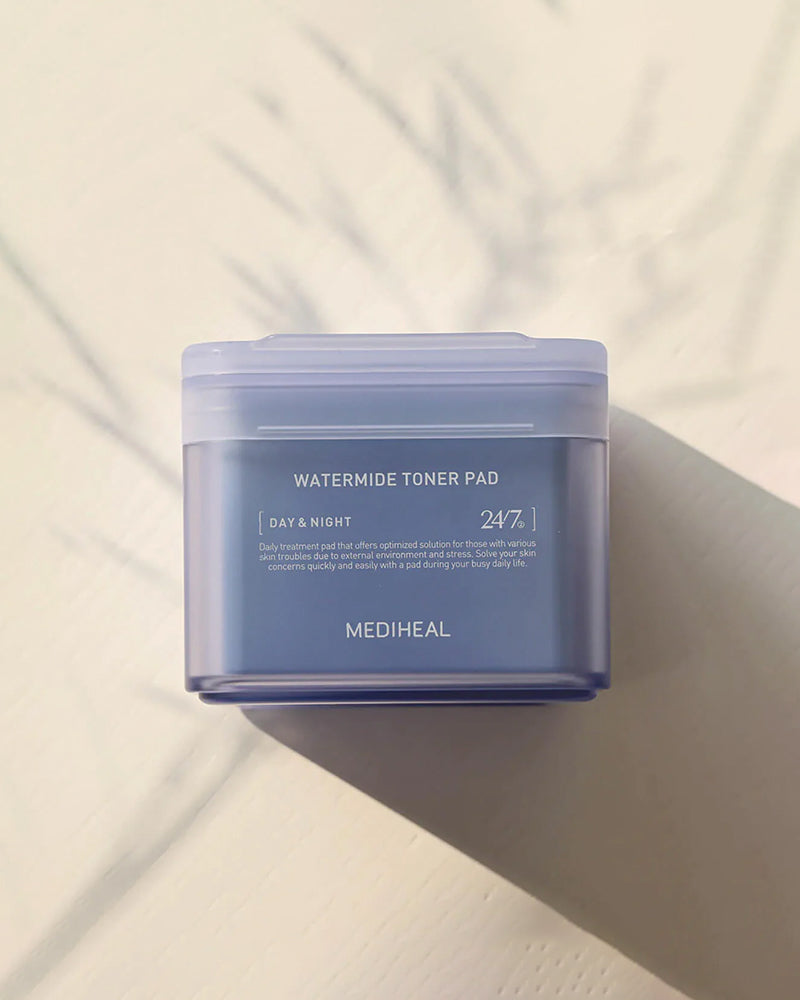 WATERMIDE TONER PAD
[ DAY & NIGHT 24/7 ]
Daily treatment pad that offers optimized solution for those with various
skin troubles due to external environment and stress. Solve your skin
concerns quickly and easily with a pad during your busy daily life.
MEDIHEAL